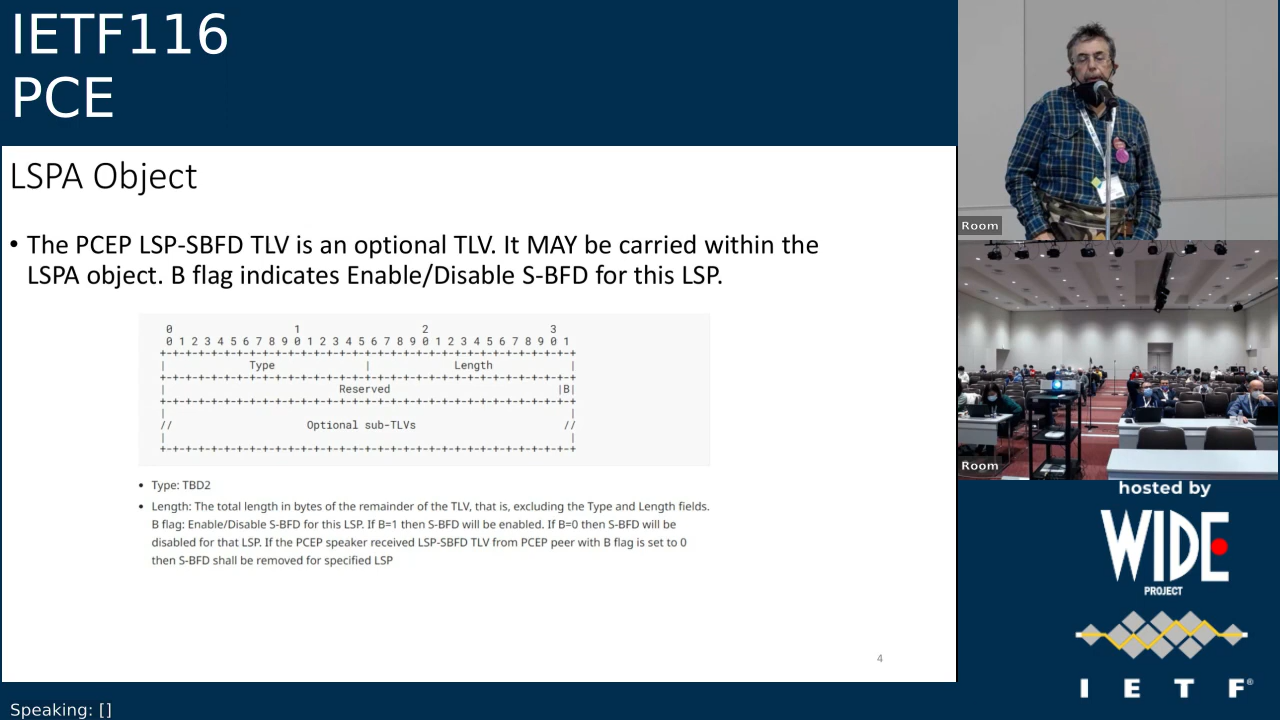 IETF116
PCE
LSPA Object
• The PCEP LSP-SBFD TLV is an optional TLV. It MAY be carried within the
LSPA object. B flag indicates Enable/Disable S-BFD for this LSP.
0 1 2 3
0 1 2 3 4 5 6 7 8 9 0 1 2 3 4 5 6 7 8 9 0 1 2 3 4 5 6 7 8 9 0 1
+-+-+-+-+-+-+-+-+-+-+-+-+-+-+-+-+-+-+-+-+-+-+-+-+-+-+-+-+-+-+-+-+
| Type | Length |
+-+-+-+-+-+-+-+-+-+-+-+-+-+-+-+-+-+-+-+-+-+-+-+-+-+-+-+-+-+-+-+-+
| Reserved |B|
+-+-+-+-+-+-+-+-+-+-+-+-+-+-+-+-+-+-+-+-+-+-+-+-+-+-+-+-+-+-+-+-+
| |
// Optional sub-TLVs //
| |
+-+-+-+-+-+-+-+-+-+-+-+-+-+-+-+-+-+-+-+-+-+-+-+-+-+-+-+-+-+-+-+-+
• Type: TBD2
• Length: The total length in bytes of the remainder of the TLV, that is, excluding the Type and Length fields.
B flag: Enable/Disable S-BFD for this LSP. If B=1 then S-BFD will be enabled. If B=0 then S-BFD will be
disabled for that LSP. If the PCEP speaker received LSP-SBFD TLV from PCEP peer with B flag is set to 0
then S-BFD shall be removed for specified LSP
4
Speaking: []
Room
Room
hosted by
WIDE
PROJECT
I E T F®